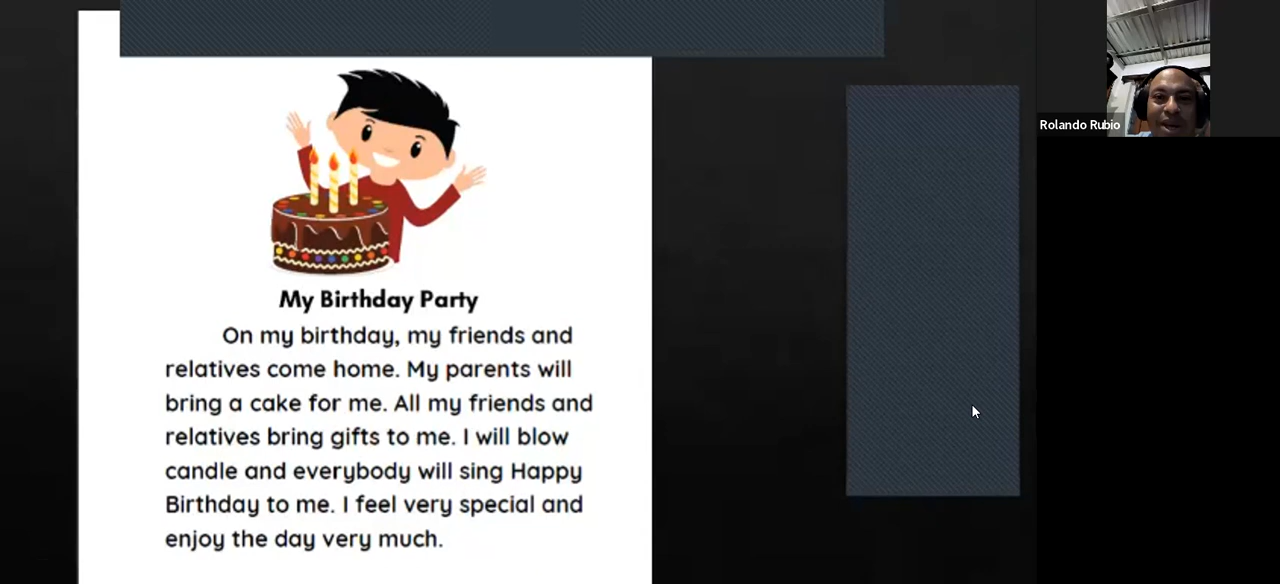 My Birthday Party
On my birthday, my friends and
relatives come home. My parents will
bring a cake for me. All my friends and
relatives bring gifts to me. I will blow
candle and everybody will sing Happy
Birthday to me. I feel very special and
enjoy the day very much.
Rolando Rubio